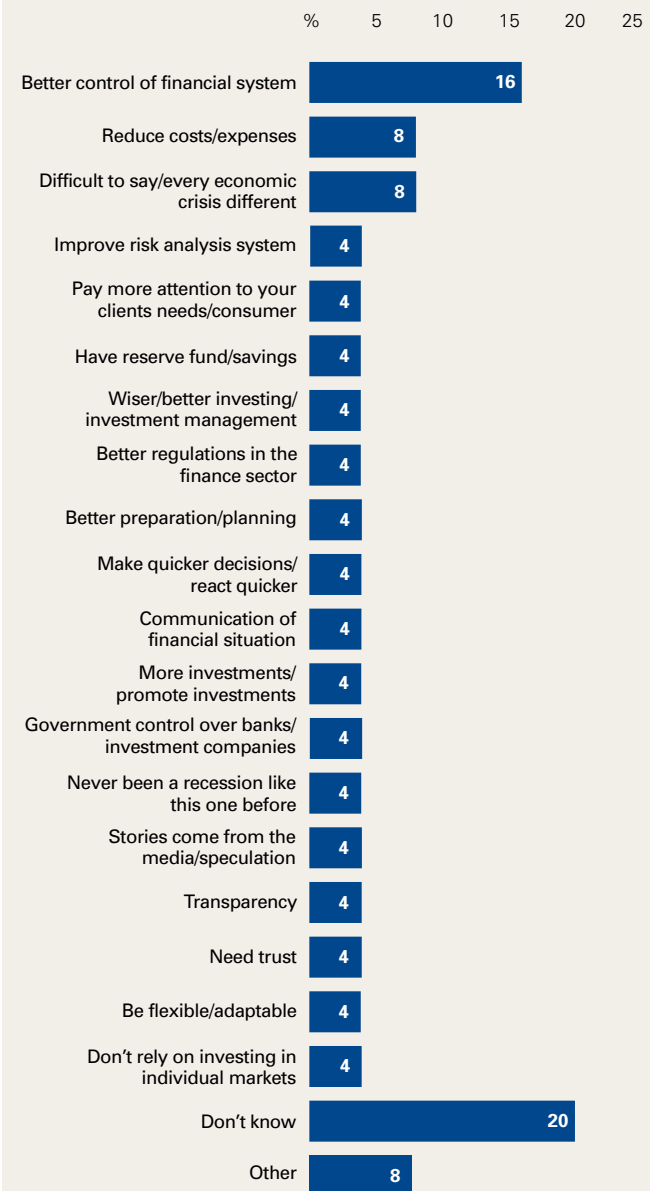 % 5 10 15 20 25
Better control of financial system 16
Reduce costs/expenses 8
Difficult to say/every economic
crisis different 8
Improve risk analysis system 4
Pay more attention to your
clients needs/consumer 4
Have reserve fund/savings 4
Wiser/better investing/
investment management 4
Better regulations in the
finance sector 4
Better preparation/planning 4
Make quicker decisions/
react quicker 4
Communication of
financial situation 4
More investments/
promote investments 4
Government control over banks/
investment companies 4
Never been a recession like
this one before 4
Stories come from the
media/speculation 4
Transparency 4
Need trust 4
Be flexible/adaptable 4
Don't rely on investing in
individual markets 4
Don't know 20
Other 8